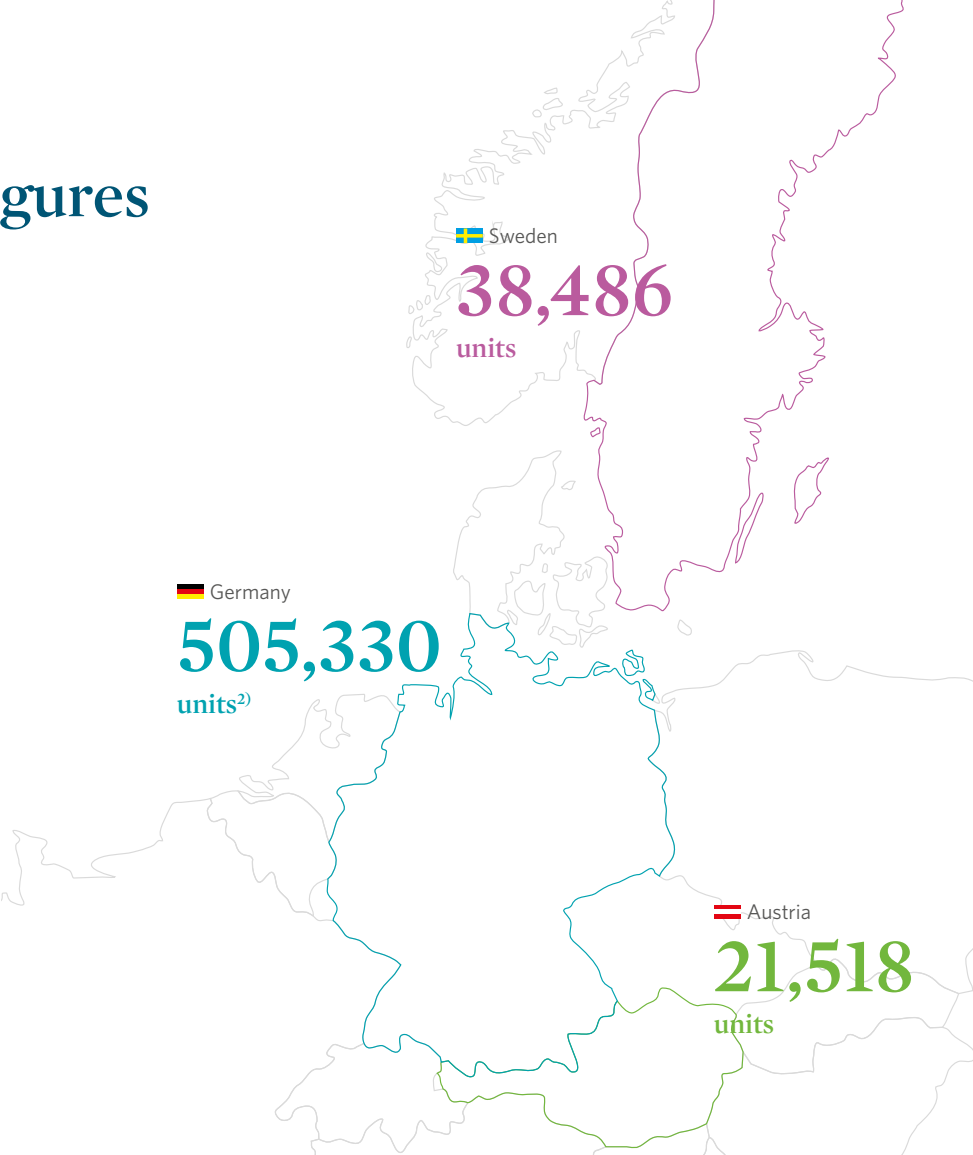 gures
Sweden
38,486
units
Germany
505,330
units²⁾
Austria
21,518
units